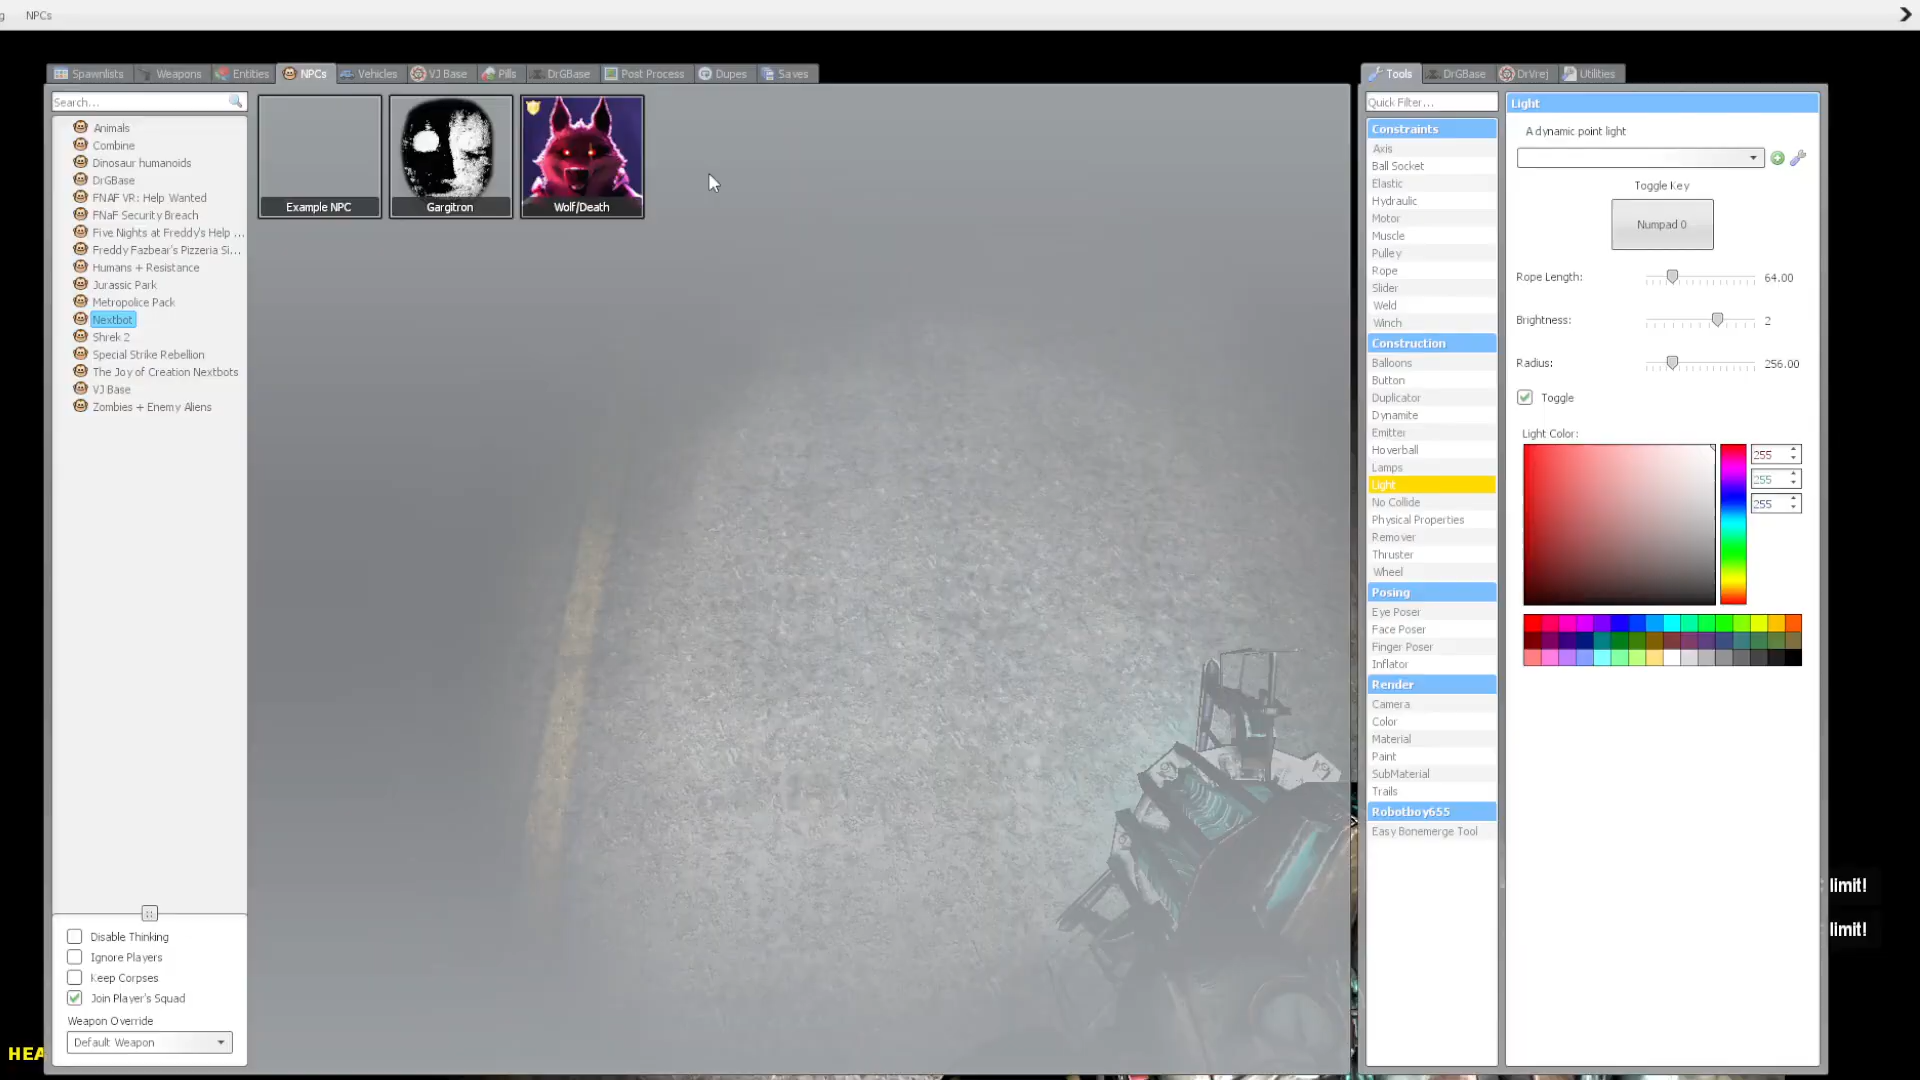 g NPCs
Spawnlists Weapons Entities NPCs Vehicles VJ Base Pills DrGBase Post Process Dupes Saves
Search...
Animals
Combine
Dinosaur humanoids
DrGBase
FNAF VR: Help Wanted
FNaF Security Breach
Five Nights at Freddy's Help ...
Freddy Fazbear's Pizzeria Si...
Humans + Resistance
Jurassic Park
Metropolice Pack
Nextbot
Shrek 2
Special Strike Rebellion
The Joy of Creation Nextbots
VJ Base
Zombies + Enemy Aliens
Example NPC
Gargitron
Wolf/Death
Disable Thinking
Ignore Players
Keep Corpses
Join Player's Squad
Weapon Override
Default Weapon
HEA
Tools DrGBase DrVrej Utilities
Quick Filter...
Constraints
Axis
Ball Socket
Elastic
Hydraulic
Motor
Muscle
Pulley
Rope
Slider
Weld
Winch
Construction
Balloons
Button
Duplicator
Dynamite
Emitter
Hoverball
Lamps
Light
No Collide
Physical Properties
Remover
Thruster
Wheel
Posing
Eye Poser
Face Poser
Finger Poser
Inflator
Render
Camera
Color
Material
Paint
SubMaterial
Trails
Robotboy655
Easy Bonemerge Tool
Light
A dynamic point light
Toggle Key
Numpad 0
Rope Length: 64.00
Brightness: 2
Radius: 256.00
Toggle
Light Color:
255
255
255
limit!
limit!